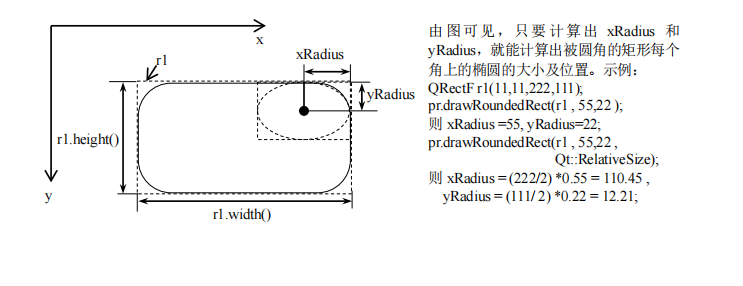 x
xRadius
r1
yRadius
r1.height()
y
r1.width()
由图可见，只要计算出 xRadius 和
yRadius，就能计算出被圆角的矩形每个
角上的椭圆的大小及位置。示例：
QRectF r1(11,11,222,111);
pr.drawRoundedRect(r1 , 55,22 );
则 xRadius =55, yRadius=22;
pr.drawRoundedRect(r1 , 55,22 ,
Qt::RelativeSize);
则 xRadius = (222/2) *0.55 = 110.45 ,
yRadius = (111/ 2) *0.22 = 12.21;